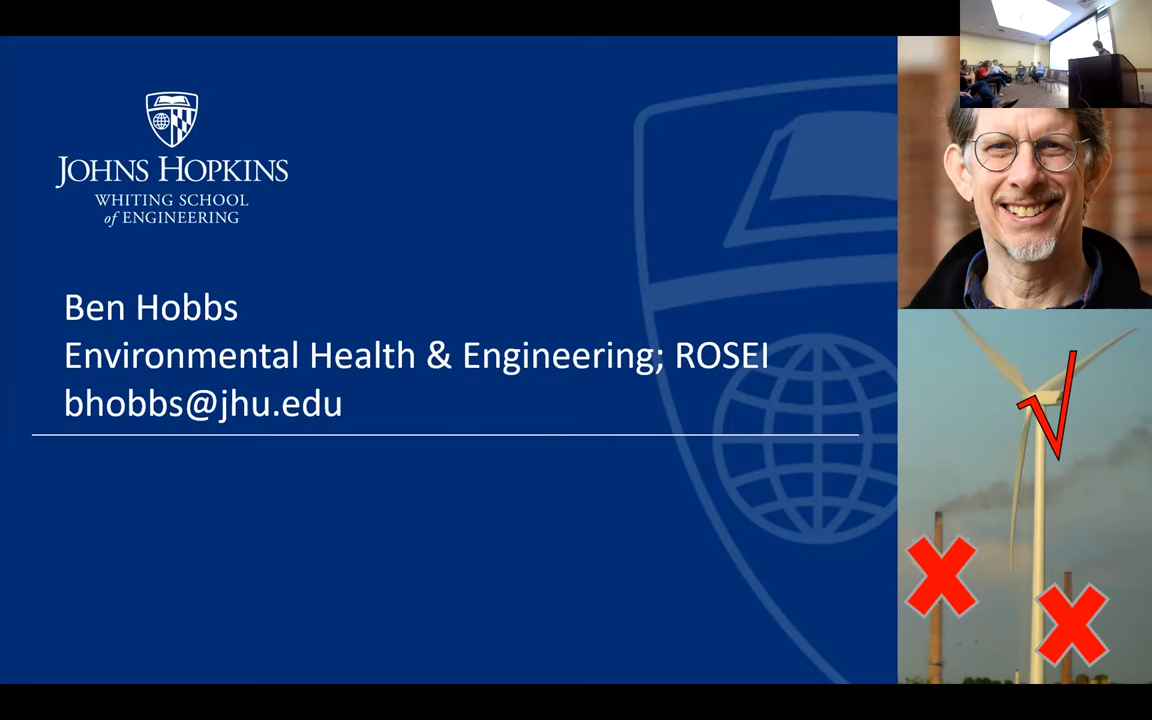 JOHNS HOPKINS
WHITING SCHOOL
of ENGINEERING
Ben Hobbs
Environmental Health & Engineering; ROSEI
bhobbs@jhu.edu